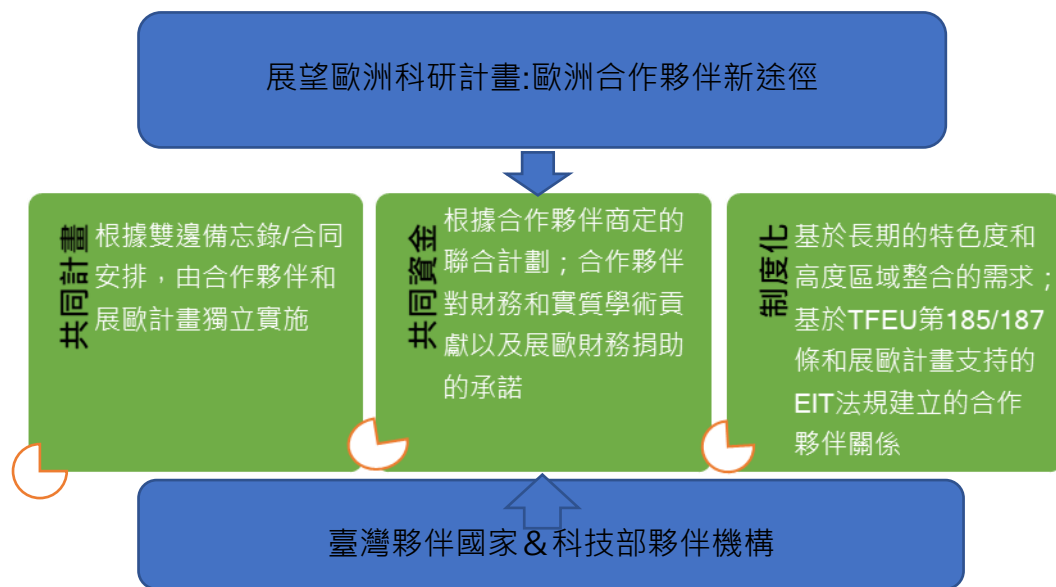 展望歐洲科研計畫:歐洲合作夥伴新途徑
共同計畫
根據雙邊備忘錄/合同
安排，由合作夥伴和
展歐計畫獨立實施
共同資金
根據合作夥伴商定的
聯合計劃；合作夥伴
對財務和實質學術貢
獻以及展歐財務捐助
的承諾
制度化
基於長期的特色度和
高度區域整合的需求；
基於TFEU第185/187
條和展歐計畫支持的
EIT法規建立的合作
夥伴關係
臺灣夥伴國家＆科技部夥伴機構